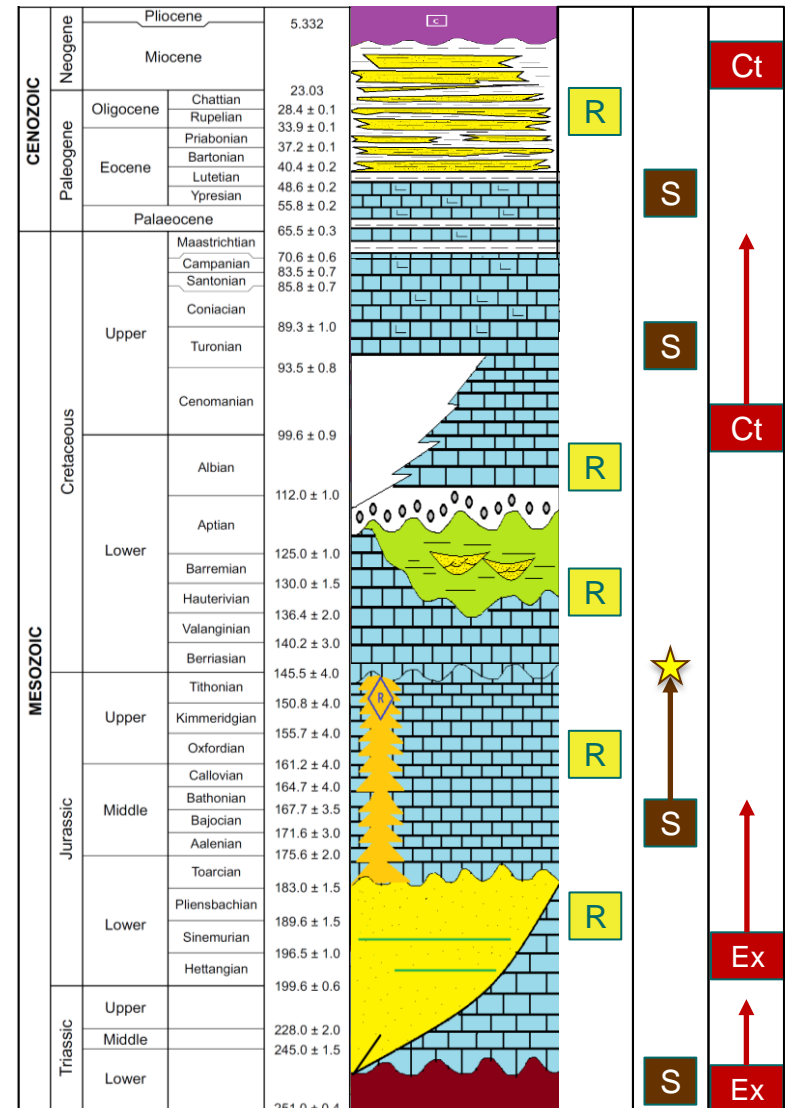 CENOZOIC
Neogene
Pliocene
5.332
C
Miocene
Ct
23.03
Paleogene
Oligocene
Chattian
28.4 ± 0.1
R
Rupelian
33.9 ± 0.1
Eocene
Priabonian
37.2 ± 0.1
Bartonian
40.4 ± 0.2
Lutetian
48.6 ± 0.2
S
Ypresian
55.8 ± 0.2
Palaeocene
65.5 ± 0.3
MESOZOIC
Cretaceous
Upper
Maastrichtian
70.6 ± 0.6
Campanian
83.5 ± 0.7
Santonian
85.8 ± 0.7
Coniacian
89.3 ± 1.0
S
Turonian
93.5 ± 0.8
Cenomanian
Ct
99.6 ± 0.9
Lower
Albian
R
112.0 ± 1.0
Aptian
125.0 ± 1.0
Barremian
130.0 ± 1.5
R
Hauterivian
136.4 ± 2.0
Valanginian
140.2 ± 3.0
Berriasian
145.5 ± 4.0
Jurassic
Upper
Tithonian
R
150.8 ± 4.0
Kimmeridgian
155.7 ± 4.0
Oxfordian
R
161.2 ± 4.0
Middle
Callovian
164.7 ± 4.0
Bathonian
167.7 ± 3.5
Bajocian
S
171.6 ± 3.0
Aalenian
175.6 ± 2.0
Lower
Toarcian
183.0 ± 1.5
Pliensbachian
R
189.6 ± 1.5
Sinemurian
196.5 ± 1.0
Ex
Hettangian
199.6 ± 0.6
Triassic
Upper
228.0 ± 2.0
Middle
245.0 ± 1.5
Lower
S
Ex
251.0 ± 0.4